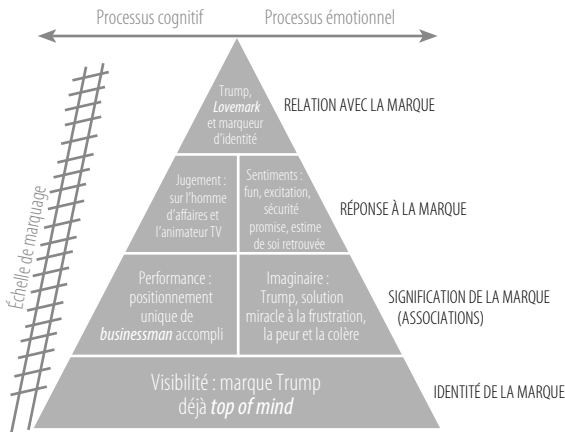 Processus cognitif
Processus émotionnel
Échelle de marquage
Trump,
Lovemark
et marqueur
d'identité
RELATION AVEC LA MARQUE
Jugement :
sur l'homme
d'affaires et
l'animateur TV
Sentiments :
fun, excitation,
sécurité
promise, estime
de soi retrouvée
RÉPONSE À LA MARQUE
Performance :
positionnement
unique de
businessman accompli
Imaginaire :
Trump, solution
miracle à la frustration,
la peur et la colère
SIGNIFICATION DE LA MARQUE
(ASSOCIATIONS)
Visibilité : marque Trump
déjà top of mind
IDENTITÉ DE LA MARQUE